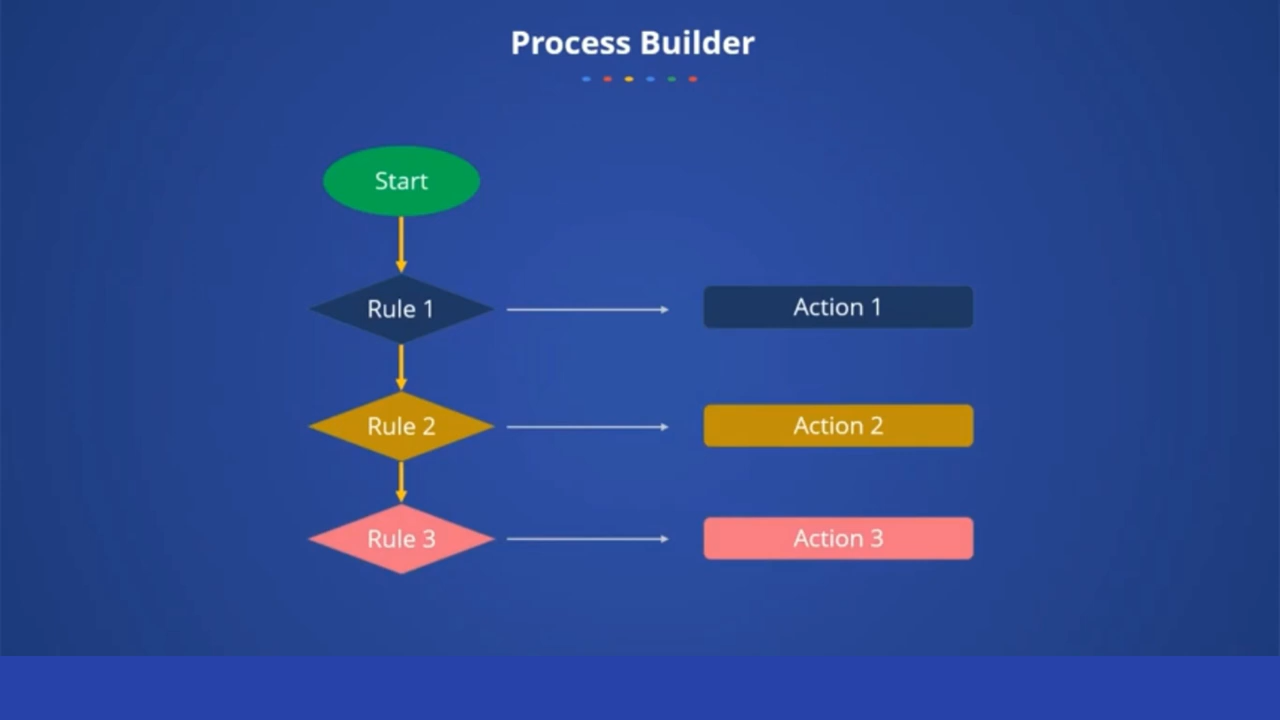 Process Builder
Start
Rule 1
Action 1
Rule 2
Action 2
Rule 3
Action 3